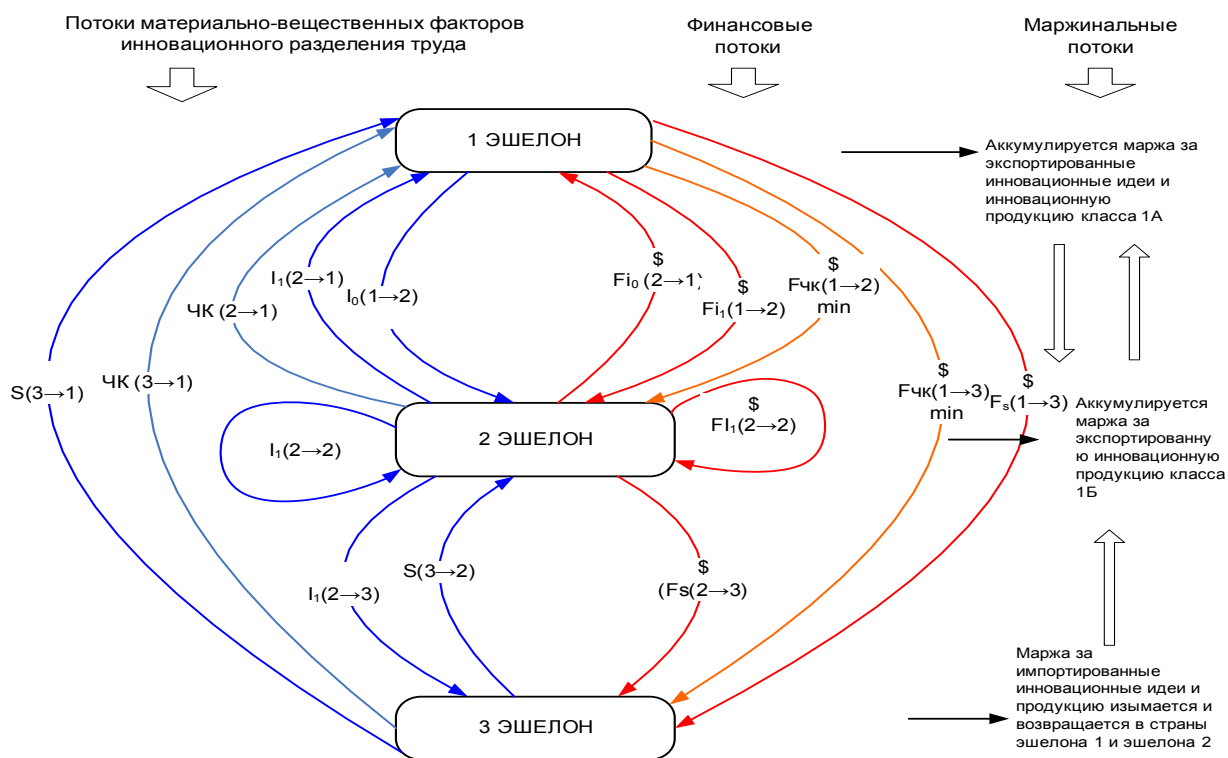 Потоки материально-вещественных факторов
инновационного разделения труда
Финансовые
потоки
Маржинальные
потоки
1 ЭШЕЛОН
Аккумулируется маржа за
экспортированные
инновационные идеи и
инновационную
продукцию класса 1А
I₁(2→1)
I₀(1→2)
ЧК (2→1)
ЧК (3→1)
S(3→1)
$
Fi₀ (2→1)
$
Fi₁(1→2)
$
Fчк(1→2)
min
$
Fчк(1→3)
min
$
Fₛ(1→3)
2 ЭШЕЛОН
I₁(2→2)
$
FI₁(2→2)
Аккумулируется
маржа за
экспортированну
ю инновационную
продукцию класса
1Б
I₁(2→3)
S(3→2)
$
(Fs(2→3)
3 ЭШЕЛОН
Маржа за
импортированные
инновационные идеи и
продукцию изымается и
возвращается в страны
эшелона 1 и эшелона 2